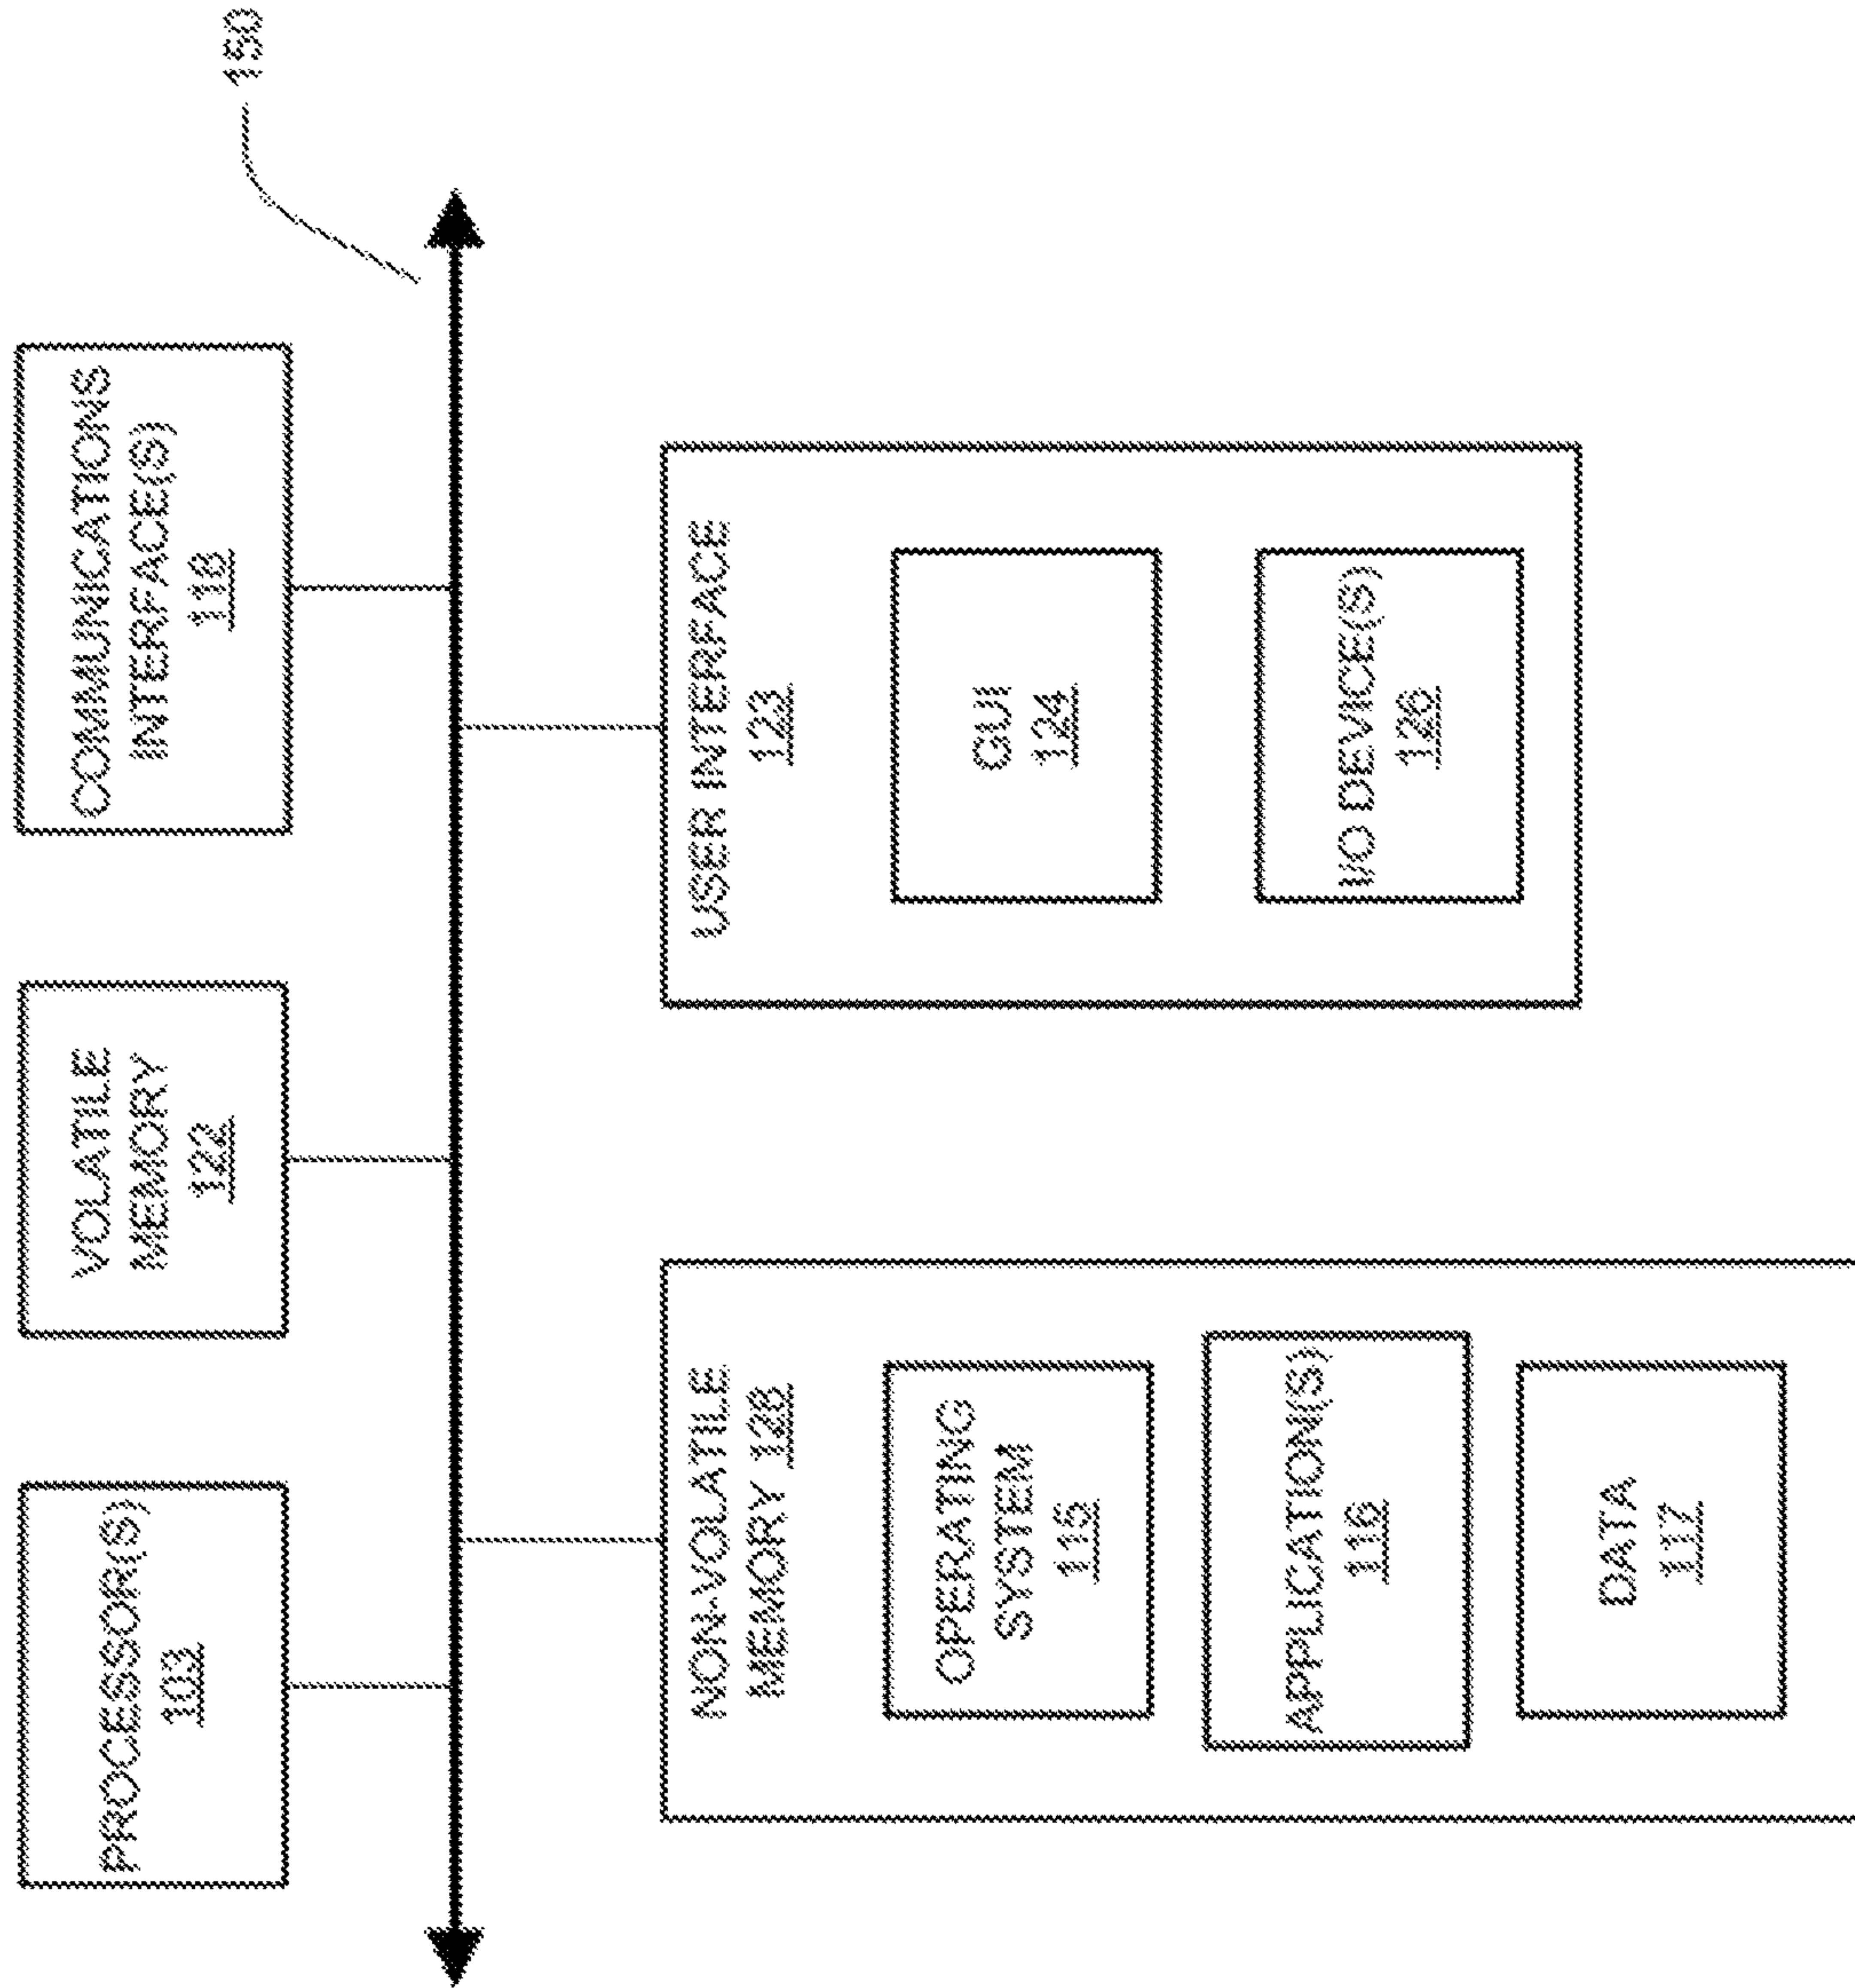 150
PROCESSOR(S)
103
VOLATILE
MEMORY
122
COMMUNICATIONS
INTERFACE(S)
118
NON-VOLATILE
MEMORY 128
OPERATING
SYSTEM
115
APPLICATION(S)
116
DATA
117
USER INTERFACE
123
GUI
124
I/O DEVICE(S)
126